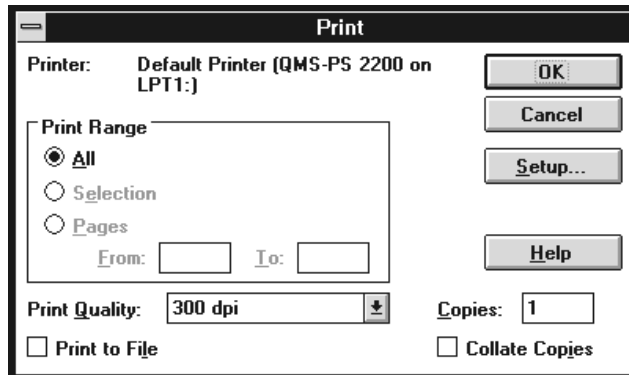 Print
Printer: Default Printer (QMS-PS 2200 on
LPT1:)
OK
Cancel
Print Range
All
Setup...
Selection
Pages
From: To:
Help
Print Quality: 300 dpi
Copies: 1
Print to File
Collate Copies